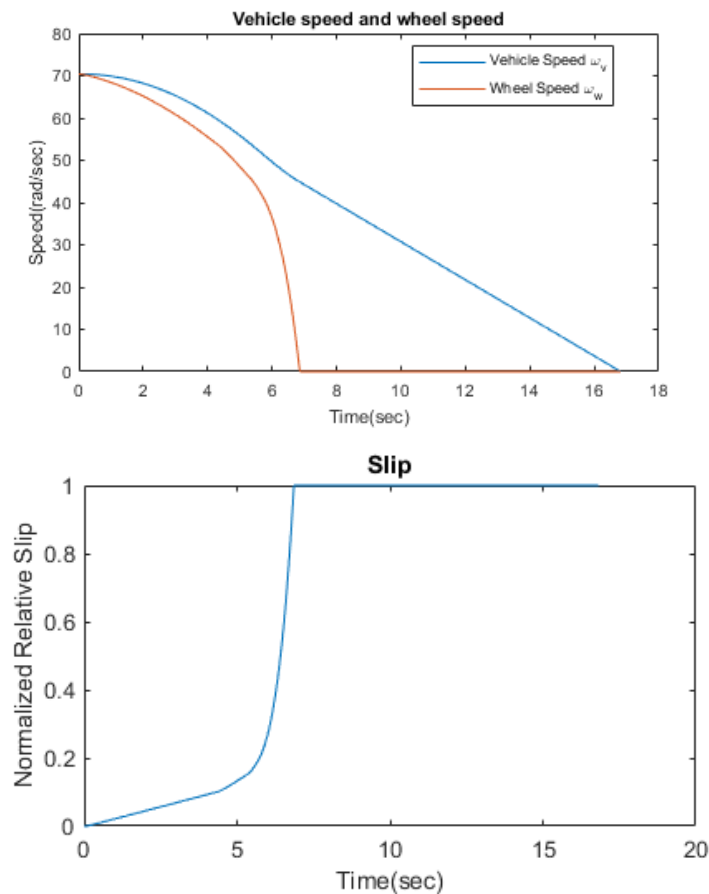 Vehicle speed and wheel speed
80
70
60
50
40
30
20
10
0
Speed(rad/sec)
Vehicle Speed ω_v
Wheel Speed ω_w
0 2 4 6 8 10 12 14 16 18
Time(sec)
Slip
1
0.8
0.6
0.4
0.2
0
Normalized Relative Slip
0 5 10 15 20
Time(sec)